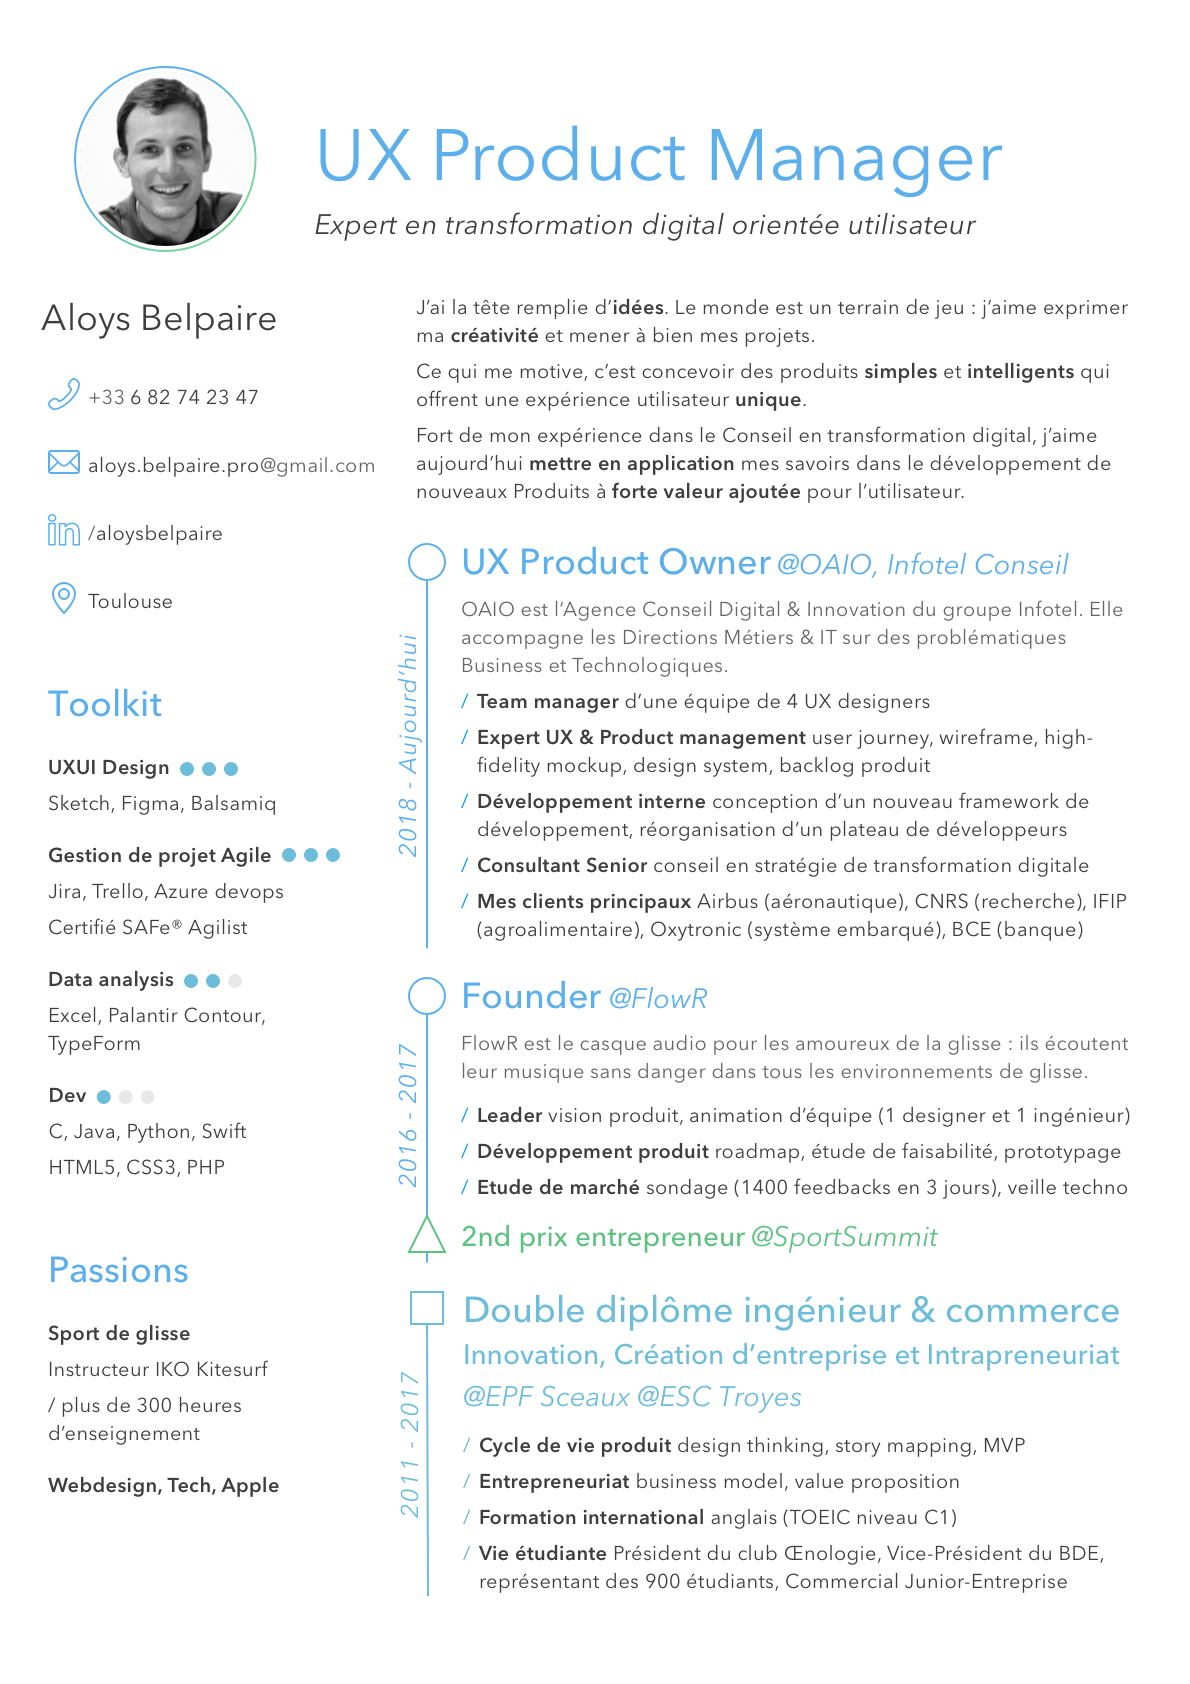 UX Product Manager
Expert en transformation digital orientée utilisateur
Aloys Belpaire
+33 6 82 74 23 47
aloys.belpaire.pro@gmail.com
/aloysbelpaire
Toulouse
Toolkit
UXUI Design
Sketch, Figma, Balsamiq
Gestion de projet Agile
Jira, Trello, Azure devops
Certifié SAFe® Agilist
Data analysis
Excel, Palantir Contour,
TypeForm
Dev
C, Java, Python, Swift
HTML5, CSS3, PHP
Passions
Sport de glisse
Instructeur IKO Kitesurf
/ plus de 300 heures
d’enseignement
Webdesign, Tech, Apple
J’ai la tête remplie d’idées. Le monde est un terrain de jeu : j’aime exprimer
ma créativité et mener à bien mes projets.
Ce qui me motive, c’est concevoir des produits simples et intelligents qui
offrent une expérience utilisateur unique.
Fort de mon expérience dans le Conseil en transformation digital, j’aime
aujourd’hui mettre en application mes savoirs dans le développement de
nouveaux Produits à forte valeur ajoutée pour l’utilisateur.
2018 - Aujourd’hui
UX Product Owner @OAIO, Infotel Conseil
OAIO est l’Agence Conseil Digital & Innovation du groupe Infotel. Elle
accompagne les Directions Métiers & IT sur des problématiques
Business et Technologiques.
/ Team manager d’une équipe de 4 UX designers
/ Expert UX & Product management user journey, wireframe, high-
fidelity mockup, design system, backlog produit
/ Développement interne conception d’un nouveau framework de
développement, réorganisation d’un plateau de développeurs
/ Consultant Senior conseil en stratégie de transformation digitale
/ Mes clients principaux Airbus (aéronautique), CNRS (recherche), IFIP
(agroalimentaire), Oxytronic (système embarqué), BCE (banque)
2016 - 2017
Founder @FlowR
FlowR est le casque audio pour les amoureux de la glisse : ils écoutent
leur musique sans danger dans tous les environnements de glisse.
/ Leader vision produit, animation d’équipe (1 designer et 1 ingénieur)
/ Développement produit roadmap, étude de faisabilité, prototypage
/ Etude de marché sondage (1400 feedbacks en 3 jours), veille techno
2nd prix entrepreneur @SportSummit
2011 - 2017
Double diplôme ingénieur & commerce
Innovation, Création d’entreprise et Intrapreneuriat
@EPF Sceaux @ESC Troyes
/ Cycle de vie produit design thinking, story mapping, MVP
/ Entrepreneuriat business model, value proposition
/ Formation international anglais (TOEIC niveau C1)
/ Vie étudiante Président du club Œnologie, Vice-Président du BDE,
représentant des 900 étudiants, Commercial Junior-Entreprise